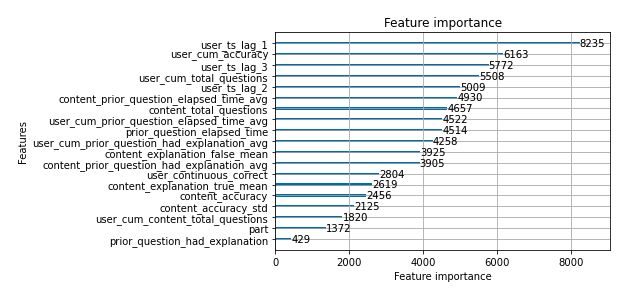 Feature importance
user_ts_lag_1 8235
user_cum_accuracy 6163
user_ts_lag_3 5772
user_cum_total_questions 5508
user_ts_lag_2 5009
content_prior_question_elapsed_time_avg 4930
content_total_questions 4657
user_cum_prior_question_elapsed_time_avg 4522
prior_question_elapsed_time 4514
user_cum_prior_question_had_explanation_avg 4258
content_explanation_false_mean 3925
content_prior_question_had_explanation_avg 3905
user_continuous_correct 2804
content_explanation_true_mean 2619
content_accuracy 2456
content_accuracy_std 2125
user_cum_content_total_questions 1820
part 1372
prior_question_had_explanation 429
Features
0 2000 4000 6000 8000
Feature importance